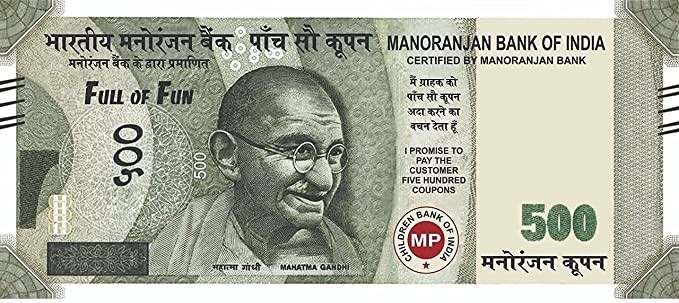 भारतीय मनोरंजन बैंक पाँच सौ कूपन
मनोरंजन बैंक के द्वारा प्रमाणित
FULL OF FUN
५00
500
महात्मा गांधी MAHATMA GANDHI
MANORANJAN BANK OF INDIA
CERTIFIED BY MANORANJAN BANK
मैं ग्राहक को
पाँच सौ कूपन
अदा करने का
वचन देता हूँ
I PROMISE TO
PAY THE
CUSTOMER
FIVE HUNDRED
COUPONS
CHILDREN BANK OF INDIA
MP
500
मनोरंजन कूपन